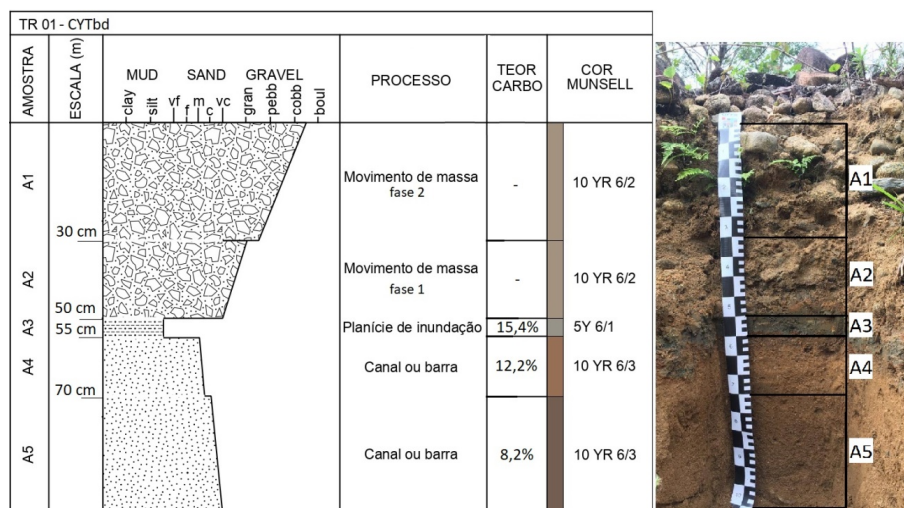 TR 01 - CYTbd
AMOSTRA
ESCALA (m)
MUD SAND GRAVEL
clay
silt
vf
f
m
c
vc
gran
pebb
cobb
boul
PROCESSO
TEOR
CARBO
COR
MUNSELL
A1
30 cm
Movimento de massa
fase 2
-
10 YR 6/2
A2
50 cm
Movimento de massa
fase 1
-
10 YR 6/2
A3
55 cm
Planície de inundação
15,4%
5Y 6/1
A4
70 cm
Canal ou barra
12,2%
10 YR 6/3
A5
Canal ou barra
8,2%
10 YR 6/3
A1
A2
A3
A4
A5